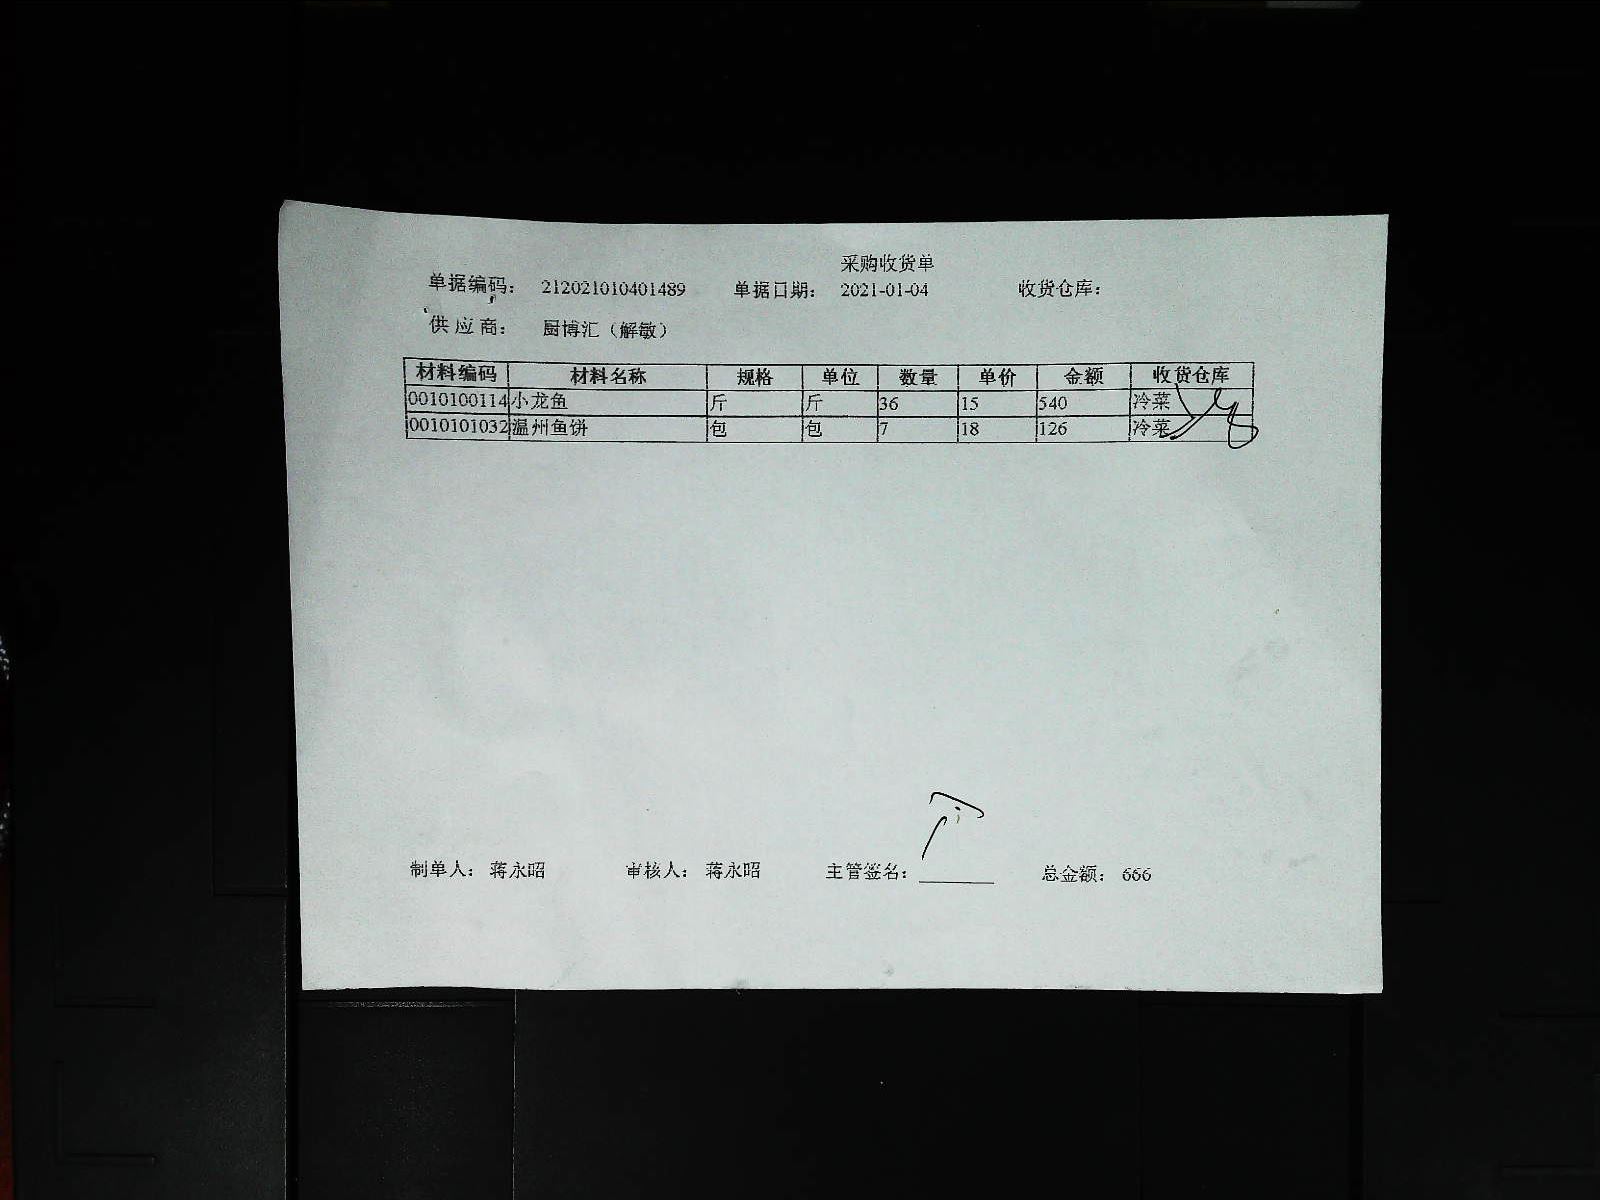 采购收货单
单据编码： 212021010401489 单据日期： 2021-01-04 收货仓库：
供应商： 厨博汇（解敏）
材料编码 材料名称 规格 单位 数量 单价 金额 收货仓库
0010100114 小龙鱼 斤 斤 36 15 540 冷菜
0010101032 温州鱼饼 包 包 7 18 126 冷菜
制单人： 蒋永昭 审核人： 蒋永昭 主管签名： 总金额： 666